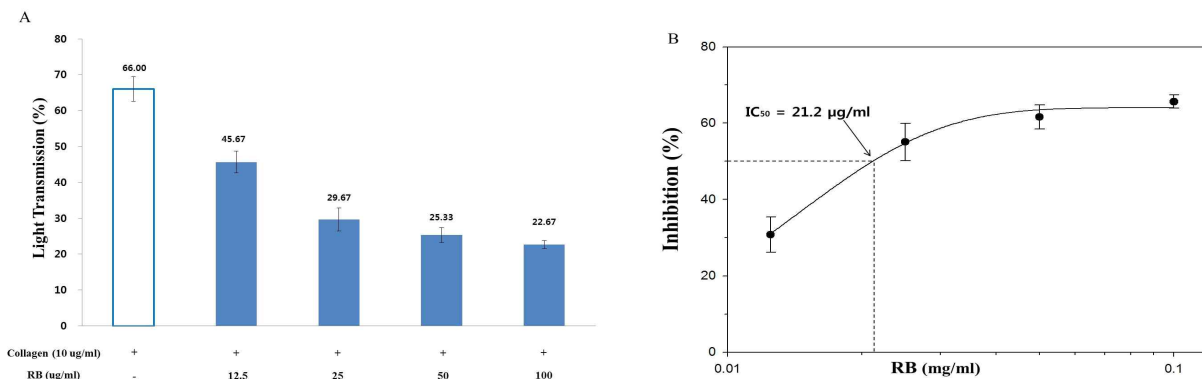 A
Light Transmission (%)
80
70
60
50
40
30
20
10
0
66.00
45.67
29.67
25.33
22.67
Collagen (10 ug/ml) + + + + +
RB (ug/ml) - 12.5 25 50 100
B
Inhibition (%)
80
60
40
20
0
IC₅₀ = 21.2 µg/ml
0.01 0.1
RB (mg/ml)